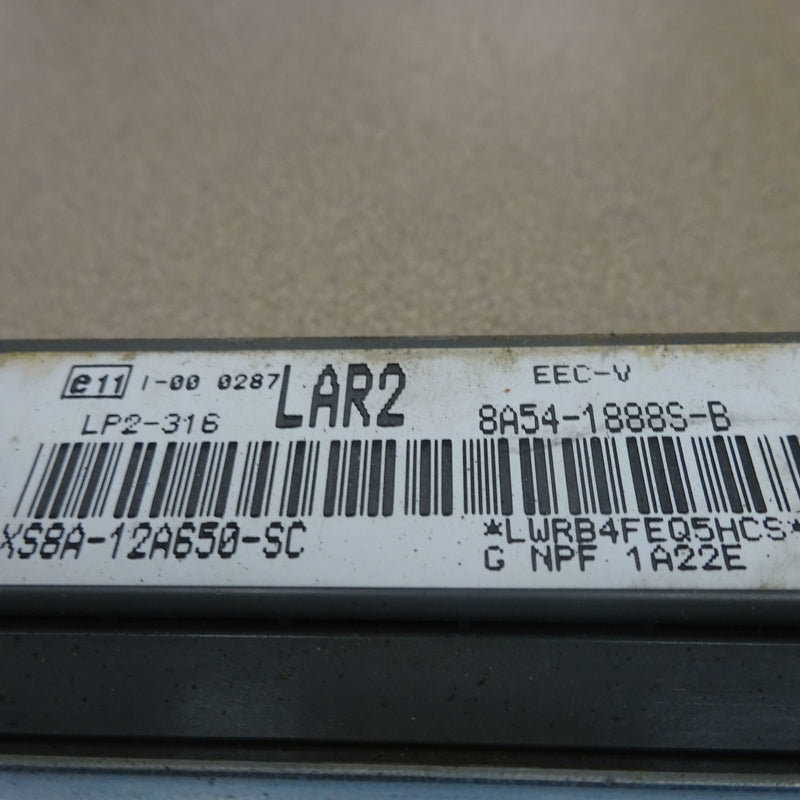 e11 1-00 0287 LAR2 EEC-V
LP2-316 8A54-1888S-B
XS8A-12A650-SC *LWRB4FEQ5HCS*
G NPF 1A22E